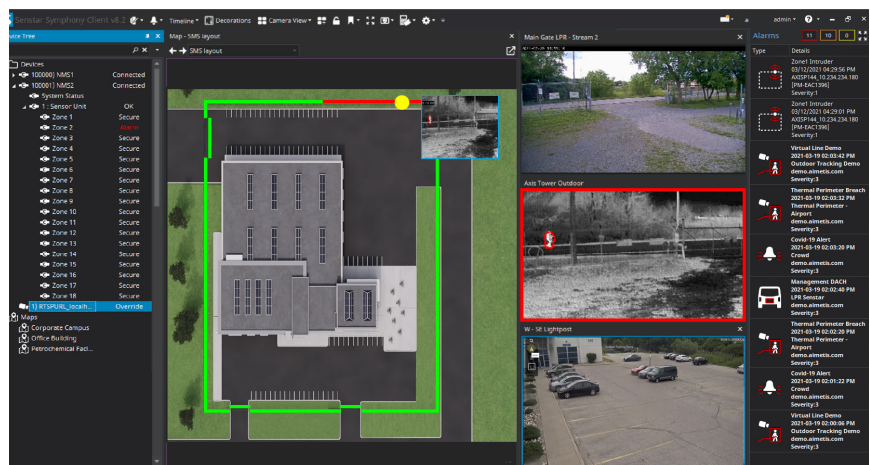 Senstar Symphony Client v8.2
Timeline
Decorations
Camera View
admin
Device Tree
Devices
100000) NMS1 Connected
100001) NMS2 Connected
System Status
1 : Sensor Unit OK
Zone 1 Secure
Zone 2 Alarm
Zone 3 Secure
Zone 4 Secure
Zone 5 Secure
Zone 6 Secure
Zone 7 Secure
Zone 8 Secure
Zone 9 Secure
Zone 10 Secure
Zone 11 Secure
Zone 12 Secure
Zone 13 Secure
Zone 14 Secure
Zone 15 Secure
Zone 16 Secure
Zone 17 Secure
Zone 18 Secure
1) RTSPURL_localh... Override
Maps
Corporate Campus
Office Building
Petrochemical Faci...
Map - SMS layout
SMS layout
Main Gate LPR - Stream 2
Axis Tower Outdoor
W - SE Lightpost
Alarms 11 10 0
Type Details
Zone1 Intruder
03/12/2021 04:29:56 PM
AXISP144_10.234.234.180
[PM-EAC1396]
Severity:1
Zone1 Intruder
03/12/2021 04:29:01 PM
AXISP144_10.234.234.180
[PM-EAC1396]
Severity:1
Virtual Line Demo
2021-03-19 02:03:42 PM
Outdoor Tracking Demo
demo.aimetis.com
Severity:3
Thermal Perimeter Breach
2021-03-19 02:03:32 PM
Thermal Perimeter -
Airport
demo.aimetis.com
Severity:3
Covid-19 Alert
2021-03-19 02:03:20 PM
Crowd
demo.aimetis.com
Severity:3
Management DACH
2021-03-19 02:02:40 PM
LPR Senstar
demo.aimetis.com
Severity:3
Thermal Perimeter Breach
2021-03-19 02:02:20 PM
Thermal Perimeter -
Airport
demo.aimetis.com
Severity:3
Covid-19 Alert
2021-03-19 02:01:22 PM
Crowd
demo.aimetis.com
Severity:3
Virtual Line Demo
2021-03-19 02:00:06 PM
Outdoor Tracking Demo
demo.aimetis.com
Severity:3